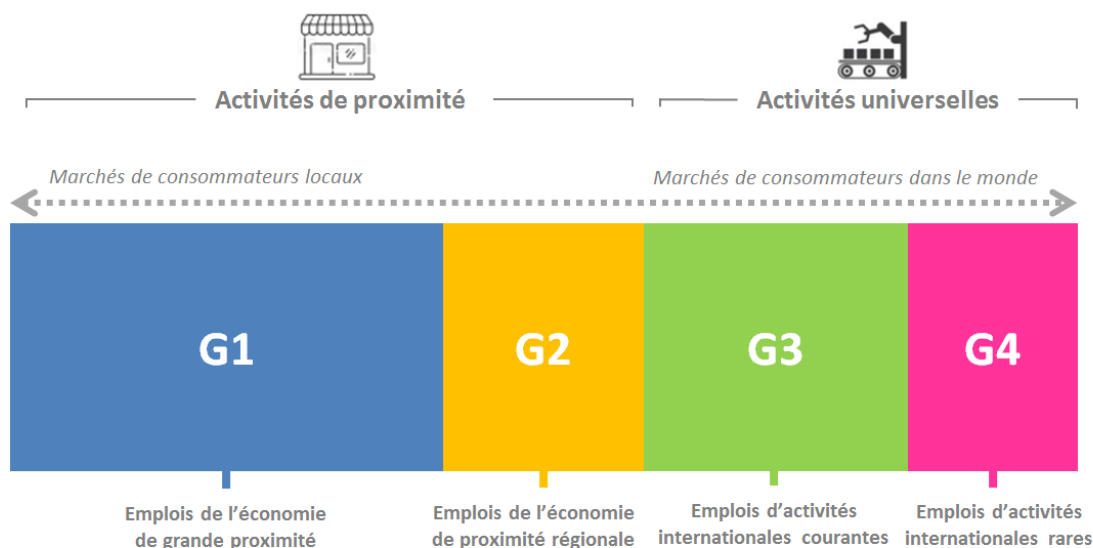 Activités de proximité
Activités universelles
Marchés de consommateurs locaux
Marchés de consommateurs dans le monde
G1
G2
G3
G4
Emplois de l'économie
de grande proximité
Emplois de l'économie
de proximité régionale
Emplois d'activités
internationales courantes
Emplois d'activités
internationales rares